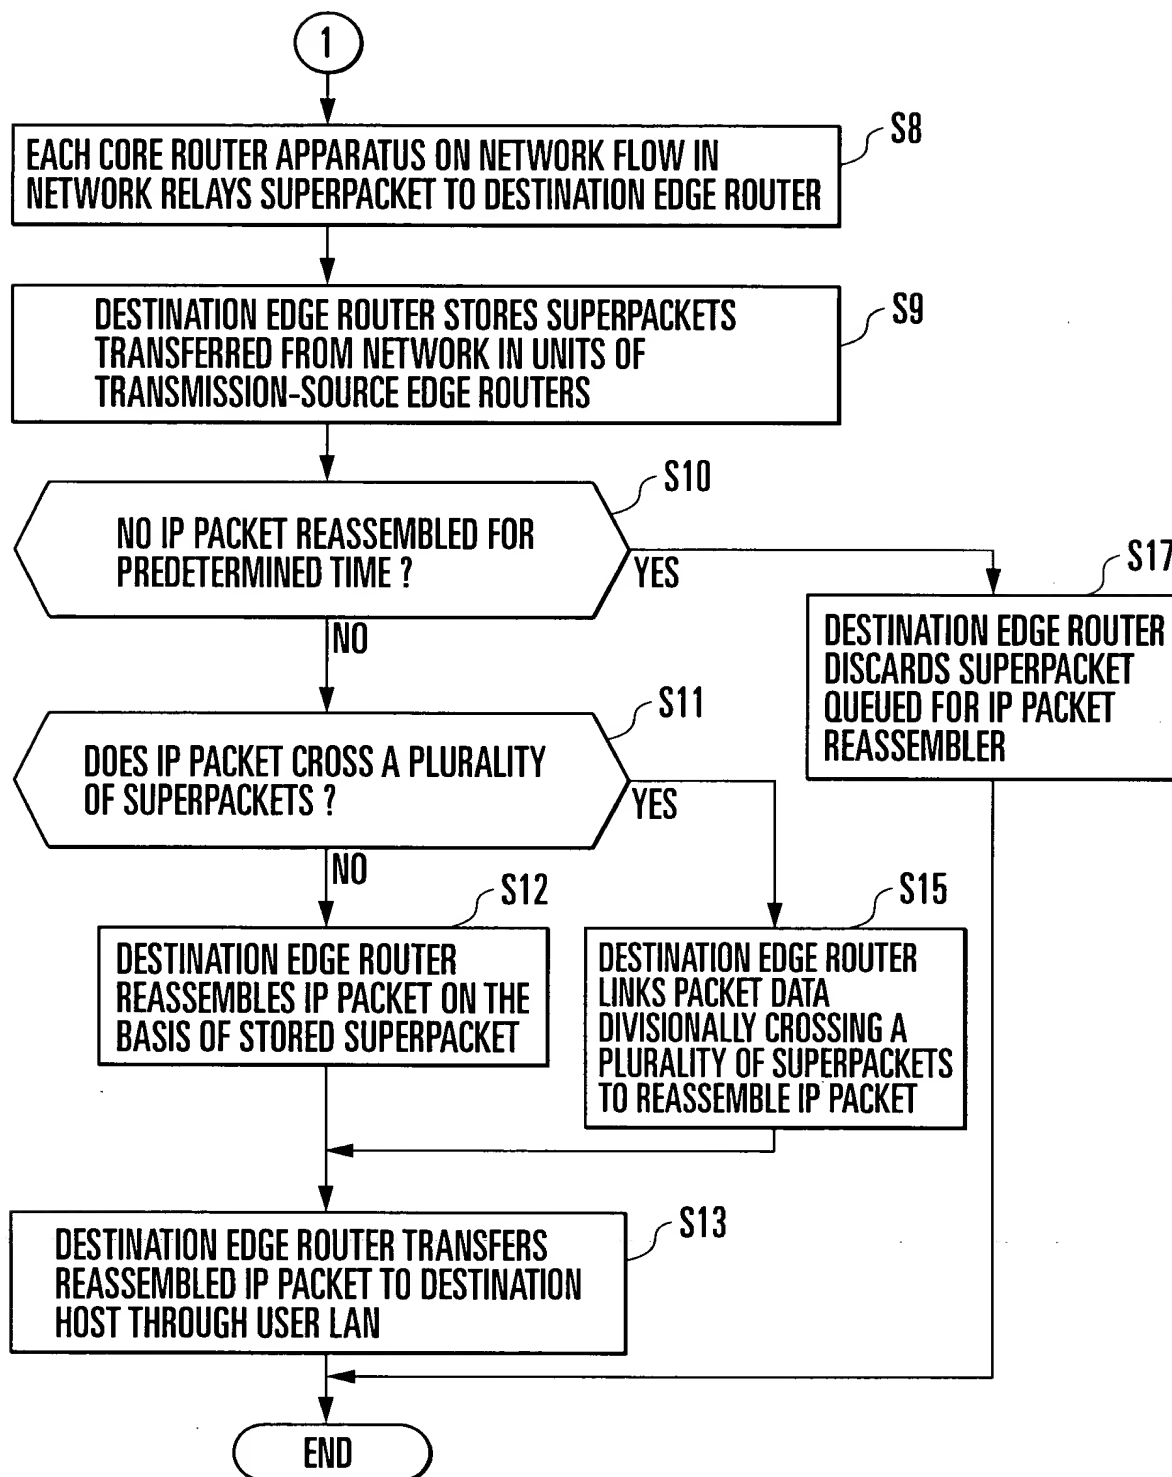 1
S8
EACH CORE ROUTER APPARATUS ON NETWORK FLOW IN
NETWORK RELAYS SUPERPACKET TO DESTINATION EDGE ROUTER
S9
DESTINATION EDGE ROUTER STORES SUPERPACKETS
TRANSFERRED FROM NETWORK IN UNITS OF
TRANSMISSION-SOURCE EDGE ROUTERS
S10
NO IP PACKET REASSEMBLED FOR
PREDETERMINED TIME ?
YES
NO
S17
DESTINATION EDGE ROUTER
DISCARDS SUPERPACKET
QUEUED FOR IP PACKET
REASSEMBLER
S11
DOES IP PACKET CROSS A PLURALITY
OF SUPERPACKETS ?
YES
NO
S12
DESTINATION EDGE ROUTER
REASSEMBLES IP PACKET ON THE
BASIS OF STORED SUPERPACKET
S15
DESTINATION EDGE ROUTER
LINKS PACKET DATA
DIVISIONALLY CROSSING A
PLURALITY OF SUPERPACKETS
TO REASSEMBLE IP PACKET
S13
DESTINATION EDGE ROUTER TRANSFERS
REASSEMBLED IP PACKET TO DESTINATION
HOST THROUGH USER LAN
END